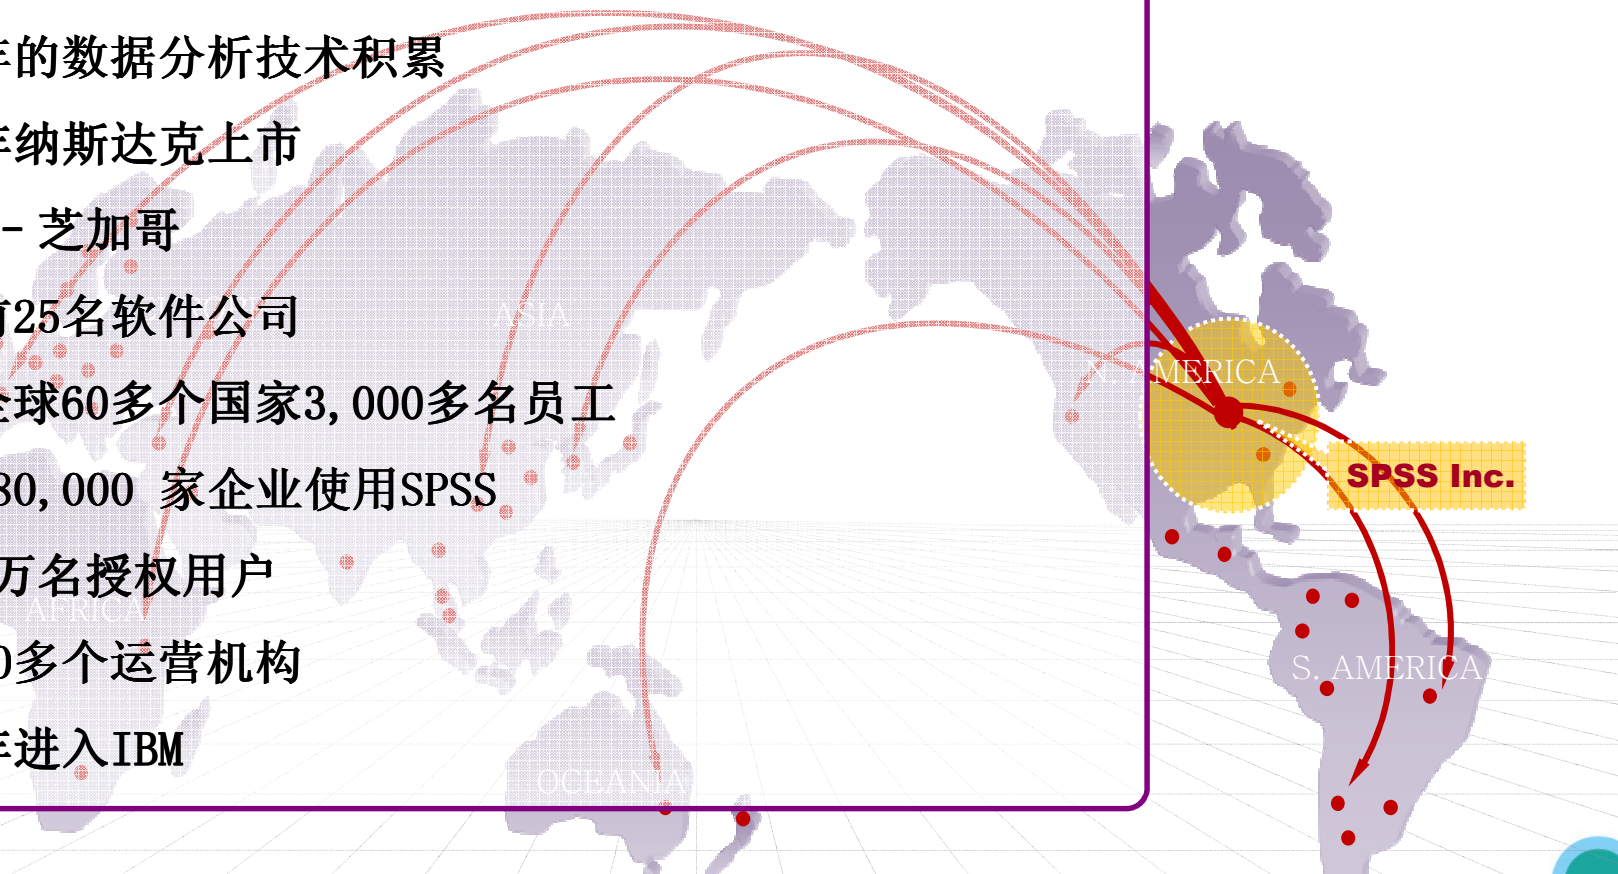 年的数据分析技术积累
年纳斯达克上市
- 芝加哥
前25名软件公司
ASIA
N. AMERICA
全球60多个国家3,000多名员工
SPSS Inc.
80,000 家企业使用SPSS
万名授权用户
AFRICA
0多个运营机构
S. AMERICA
年进入IBM
OCEANIA